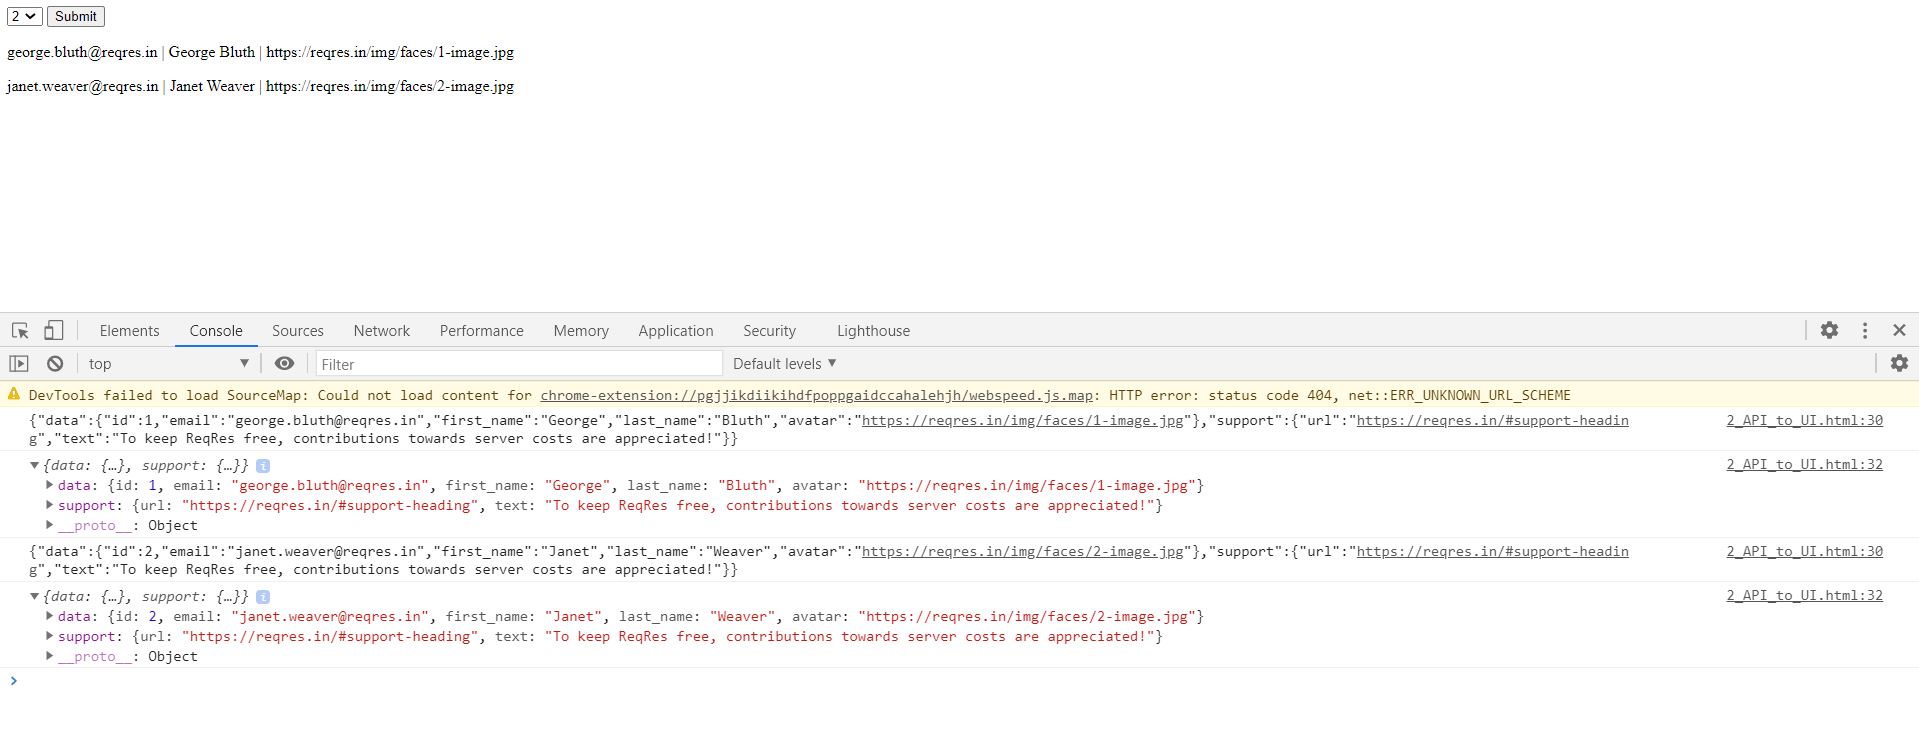 2 Submit
george.bluth@reqres.in | George Bluth | https://reqres.in/img/faces/1-image.jpg
janet.weaver@reqres.in | Janet Weaver | https://reqres.in/img/faces/2-image.jpg
Elements Console Sources Network Performance Memory Application Security Lighthouse
top Filter Default levels
DevTools failed to load SourceMap: Could not load content for chrome-extension://pgjjikdiikihdfpoppgaidccahalehjh/webspeed.js.map: HTTP error: status code 404, net::ERR_UNKNOWN_URL_SCHEME
{"data":{"id":1,"email":"george.bluth@reqres.in","first_name":"George","last_name":"Bluth","avatar":"https://reqres.in/img/faces/1-image.jpg"},"support":{"url":"https://reqres.in/#support-headin 2_API_to_UI.html:30
g","text":"To keep ReqRes free, contributions towards server costs are appreciated!"}}
{data: {…}, support: {…}} i 2_API_to_UI.html:32
data: {id: 1, email: "george.bluth@reqres.in", first_name: "George", last_name: "Bluth", avatar: "https://reqres.in/img/faces/1-image.jpg"}
support: {url: "https://reqres.in/#support-heading", text: "To keep ReqRes free, contributions towards server costs are appreciated!"}
__proto__: Object
{"data":{"id":2,"email":"janet.weaver@reqres.in","first_name":"Janet","last_name":"Weaver","avatar":"https://reqres.in/img/faces/2-image.jpg"},"support":{"url":"https://reqres.in/#support-headin 2_API_to_UI.html:30
g","text":"To keep ReqRes free, contributions towards server costs are appreciated!"}}
{data: {…}, support: {…}} i 2_API_to_UI.html:32
data: {id: 2, email: "janet.weaver@reqres.in", first_name: "Janet", last_name: "Weaver", avatar: "https://reqres.in/img/faces/2-image.jpg"}
support: {url: "https://reqres.in/#support-heading", text: "To keep ReqRes free, contributions towards server costs are appreciated!"}
__proto__: Object